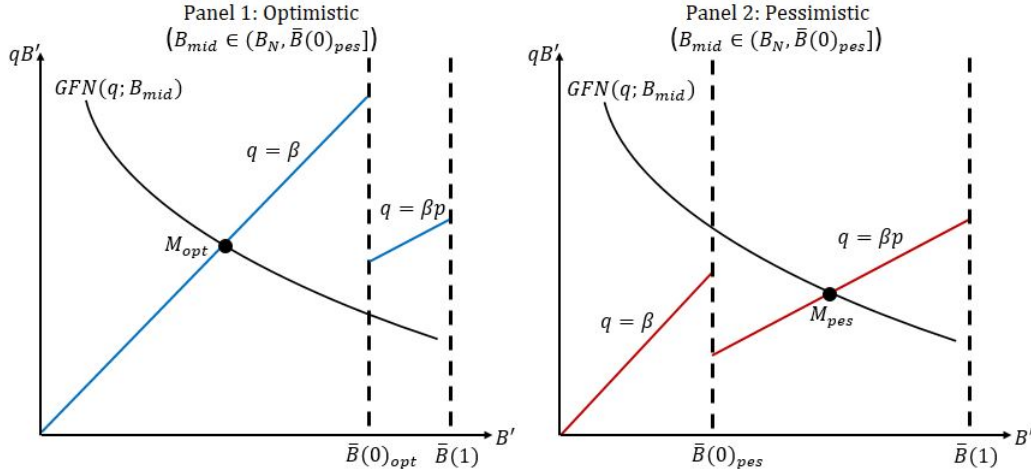 Panel 1: Optimistic
(B_mid ∈ (B_N, B̄(0)_pes])
qB′
GFN(q; B_mid)
q = β
q = βp
M_opt
B̄(0)_opt
B̄(1)
B′
Panel 2: Pessimistic
(B_mid ∈ (B_N, B̄(0)_pes])
qB′
GFN(q; B_mid)
q = βp
q = β
M_pes
B̄(0)_pes
B̄(1)
B′